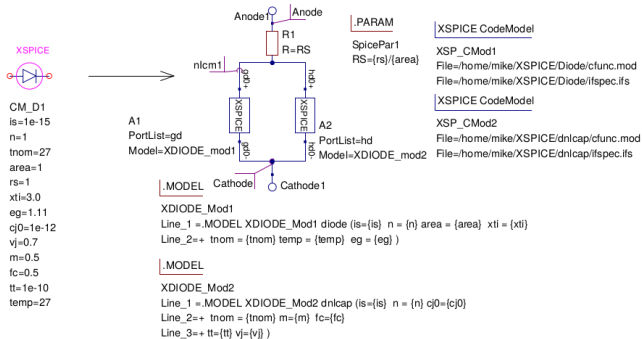 XSPICE
CM_D1
is=1e-15
n=1
tnom=27
area=1
rs=1
xti=3.0
eg=1.11
cj0=1e-12
vj=0.7
m=0.5
fc=0.5
tt=1e-10
temp=27
Anode1
Anode
R1
R=RS
nlcm1
gd0+
hd0+
XSPICE
XSPICE
gd0-
hd0-
A1
PortList=gd
Model=XDIODE_mod1
A2
PortList=hd
Model=XDIODE_mod2
Cathode
Cathode1
.PARAM
SpicePar1
RS={rs}/{area}
XSPICE CodeModel
XSP_CMod1
File=/home/mike/XSPICE/Diode/cfunc.mod
File=/home/mike/XSPICE/Diode/ifspec.ifs
XSPICE CodeModel
XSP_CMod2
File=/home/mike/XSPICE/dnlcap/cfunc.mod
File=/home/mike/XSPICE/dnlcap/ifspec.ifs
.MODEL
XDIODE_Mod1
Line_1 =.MODEL XDIODE_Mod1 diode (is={is} n = {n} area = {area} xti = {xti}
Line_2=+ tnom = {tnom} temp = {temp} eg = {eg} )
.MODEL
XDIODE_Mod2
Line_1 =.MODEL XDIODE_Mod2 dnlcap (is={is} n = {n} cj0={cj0}
Line_2=+ tnom = {tnom} m={m} fc={fc}
Line_3=+ tt={tt} vj={vj} )